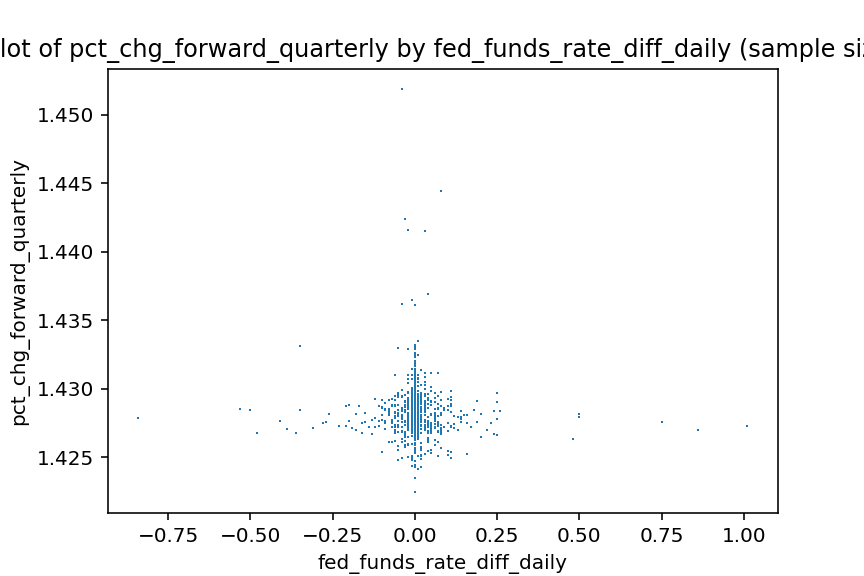 lot of pct_chg_forward_quarterly by fed_funds_rate_diff_daily (sample siz
1.450
1.445
1.440
1.435
1.430
1.425
pct_chg_forward_quarterly
−0.75 −0.50 −0.25 0.00 0.25 0.50 0.75 1.00
fed_funds_rate_diff_daily